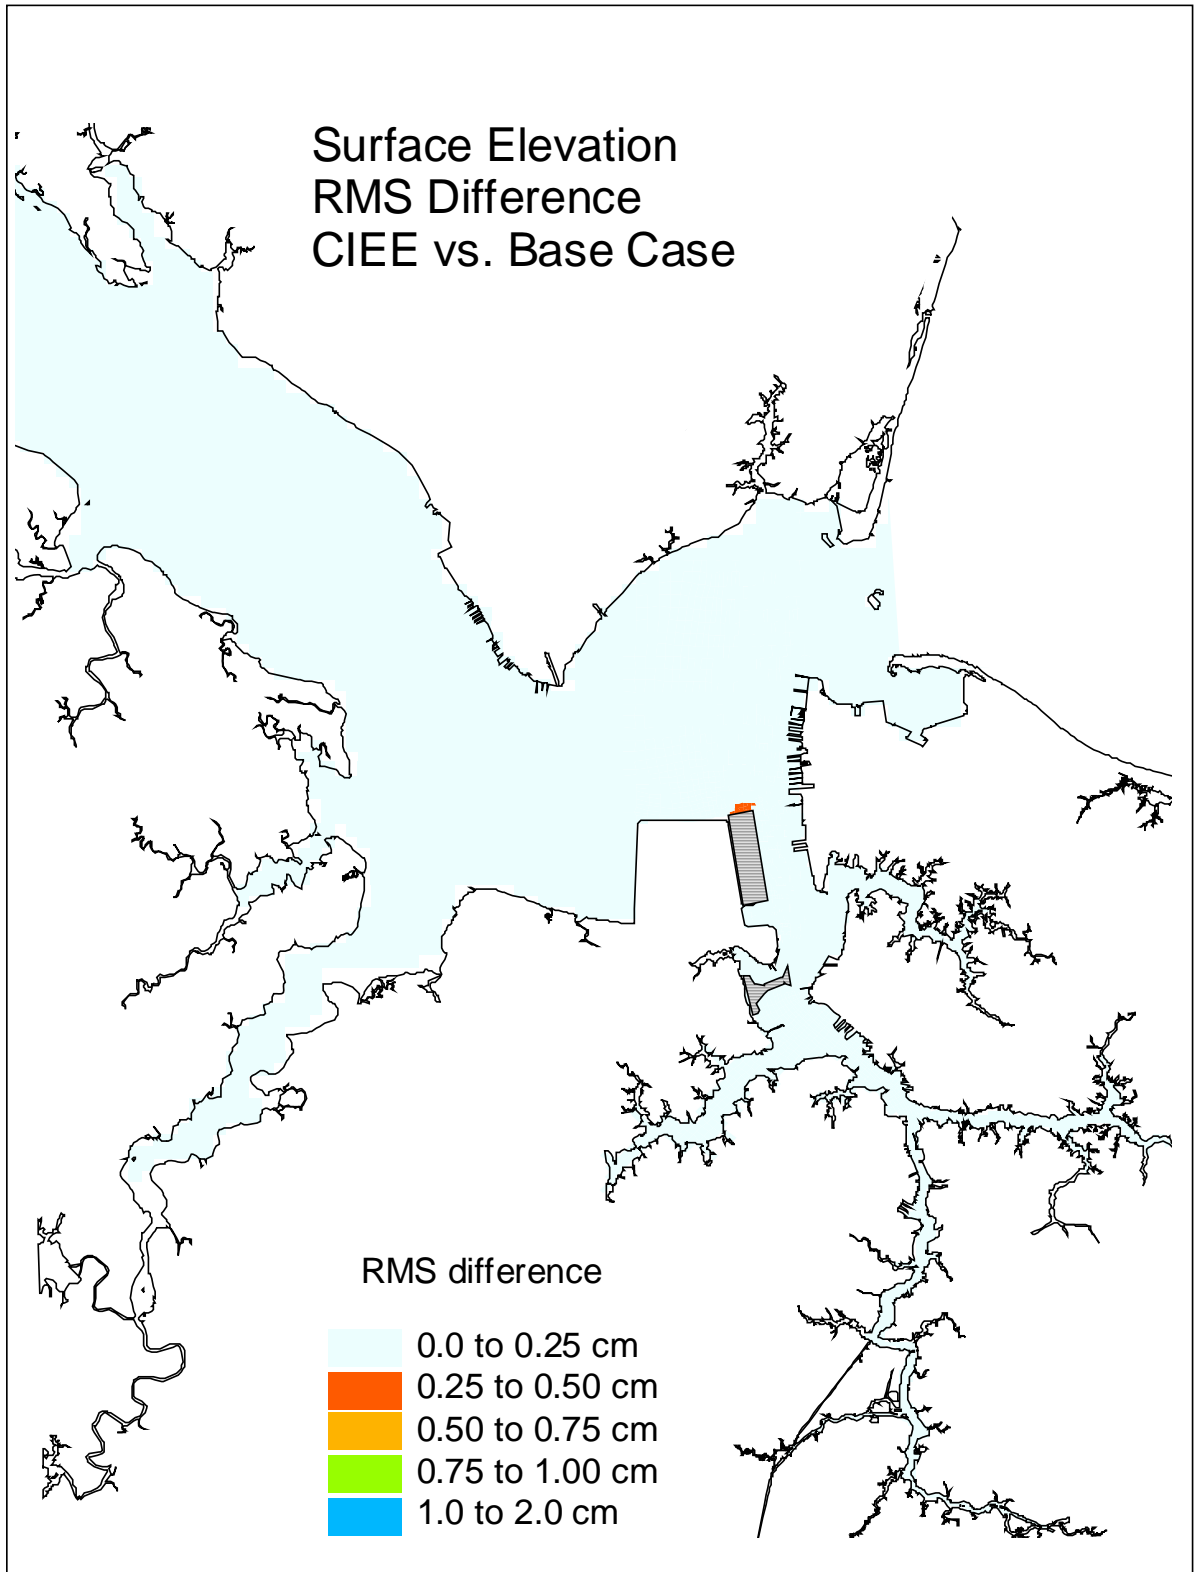 Surface Elevation
RMS Difference
CIEE vs. Base Case
RMS difference
0.0 to 0.25 cm
0.25 to 0.50 cm
0.50 to 0.75 cm
0.75 to 1.00 cm
1.0 to 2.0 cm